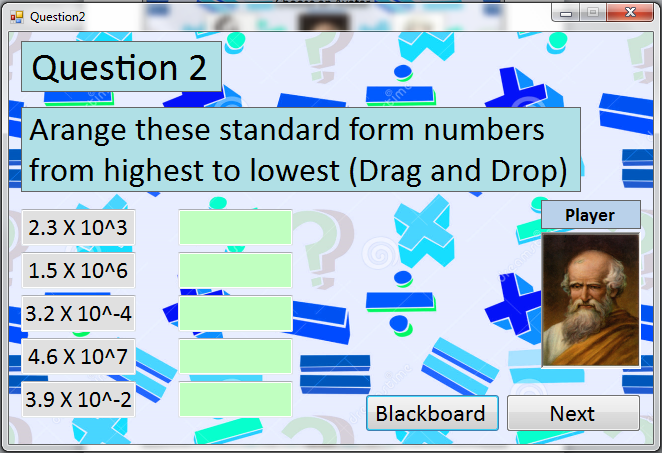 Question2
Question 2
Arange these standard form numbers
from highest to lowest (Drag and Drop)
2.3 X 10^3
1.5 X 10^6
3.2 X 10^-4
4.6 X 10^7
3.9 X 10^-2
Player
Blackboard
Next